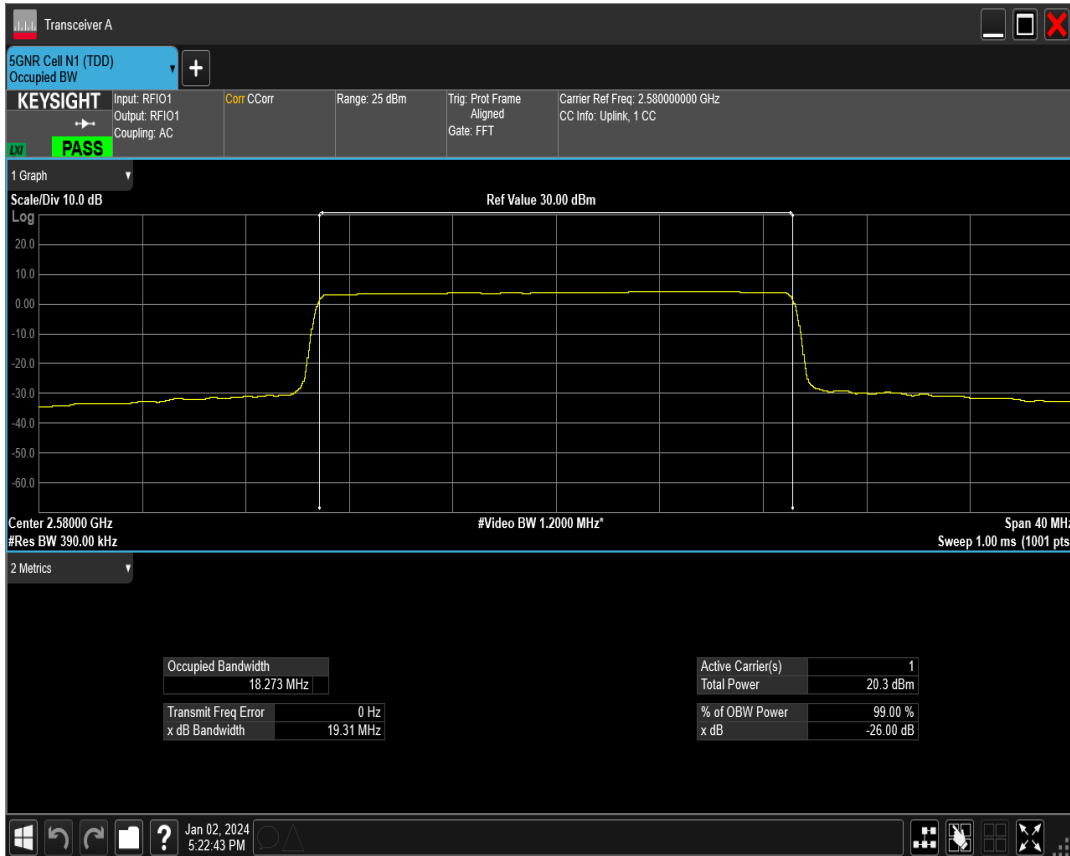 Transceiver A
5GNR Cell N1 (TDD)
Occupied BW
+
KEYSIGHT
LXI
PASS
Input: RFIO1
Output: RFIO1
Coupling: AC
Corr CCorr
Range: 25 dBm
Trig: Prot Frame
Aligned
Gate: FFT
Carrier Ref Freq: 2.580000000 GHz
CC Info: Uplink, 1 CC
1 Graph
Scale/Div 10.0 dB
Ref Value 30.00 dBm
Log
20.0
10.0
0.00
-10.0
-20.0
-30.0
-40.0
-50.0
-60.0
Center 2.58000 GHz
#Video BW 1.2000 MHz*
Span 40 MHz
#Res BW 390.00 kHz
Sweep 1.00 ms (1001 pts
2 Metrics
Occupied Bandwidth
18.273 MHz
Transmit Freq Error 0 Hz
x dB Bandwidth 19.31 MHz
Active Carrier(s) 1
Total Power 20.3 dBm
% of OBW Power 99.00 %
x dB -26.00 dB
?
Jan 02, 2024
5:22:43 PM